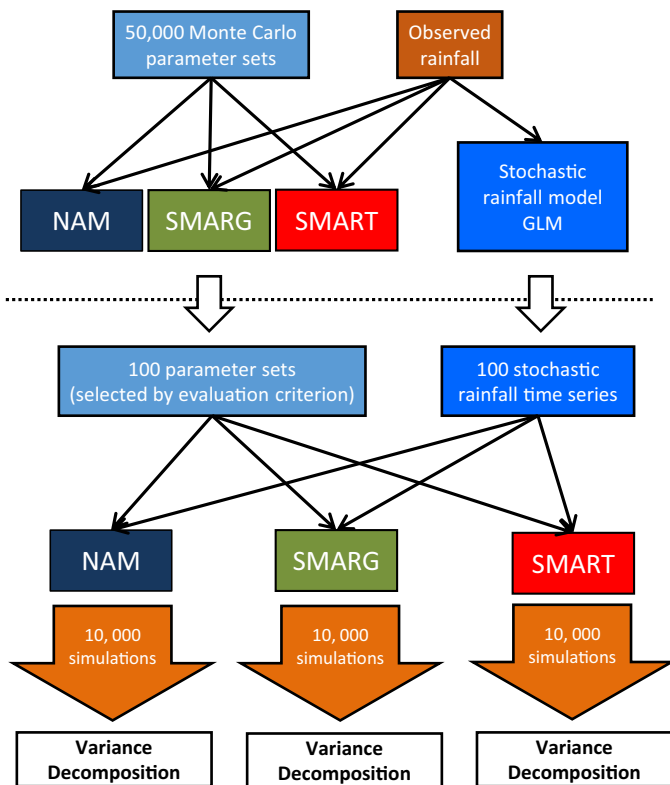 50,000 Monte Carlo
parameter sets
Observed
rainfall
Stochastic
rainfall model
GLM
NAM
SMARG
SMART
100 parameter sets
(selected by evaluation criterion)
100 stochastic
rainfall time series
NAM
SMARG
SMART
10, 000
simulations
10, 000
simulations
10, 000
simulations
Variance
Decomposition
Variance
Decomposition
Variance
Decomposition